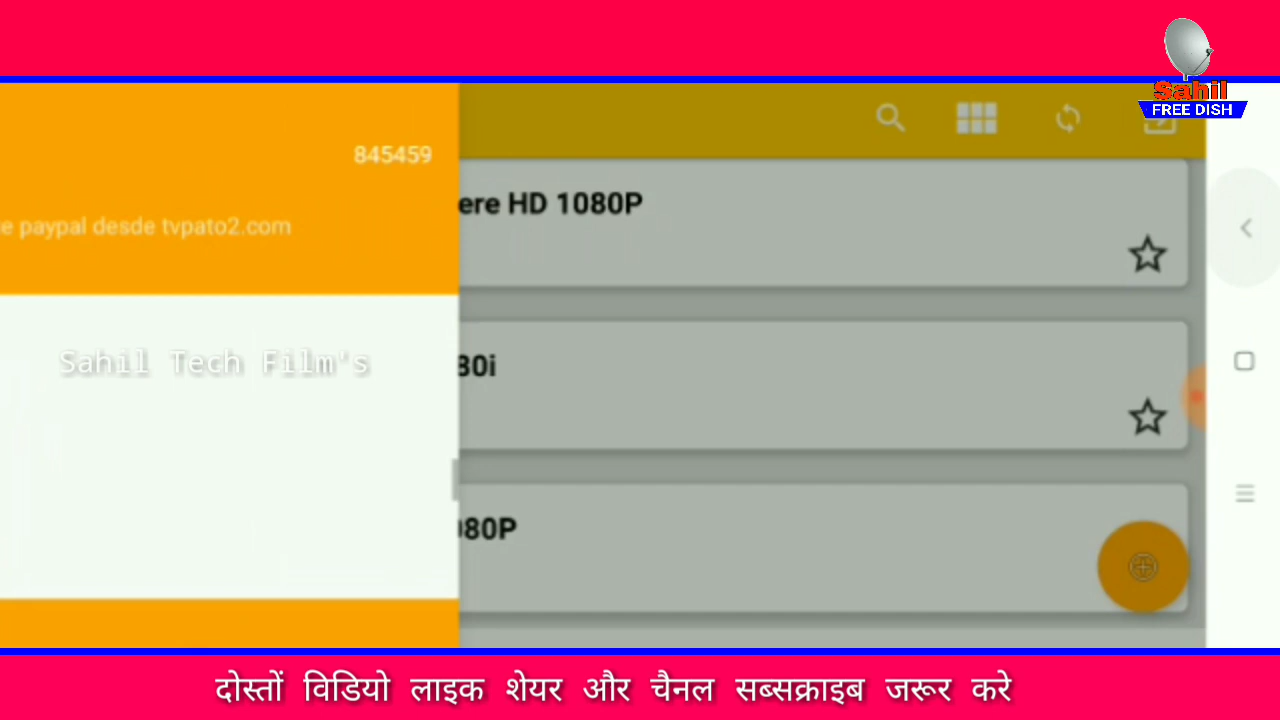 Sahil
FREE DISH
845459
e paypal desde tvpato2.com
ere HD 1080P
Sahil Tech Film's
80i
080P
दोस्तों विडियो लाइक शेयर और चैनल सब्सक्राइब जरूर करे